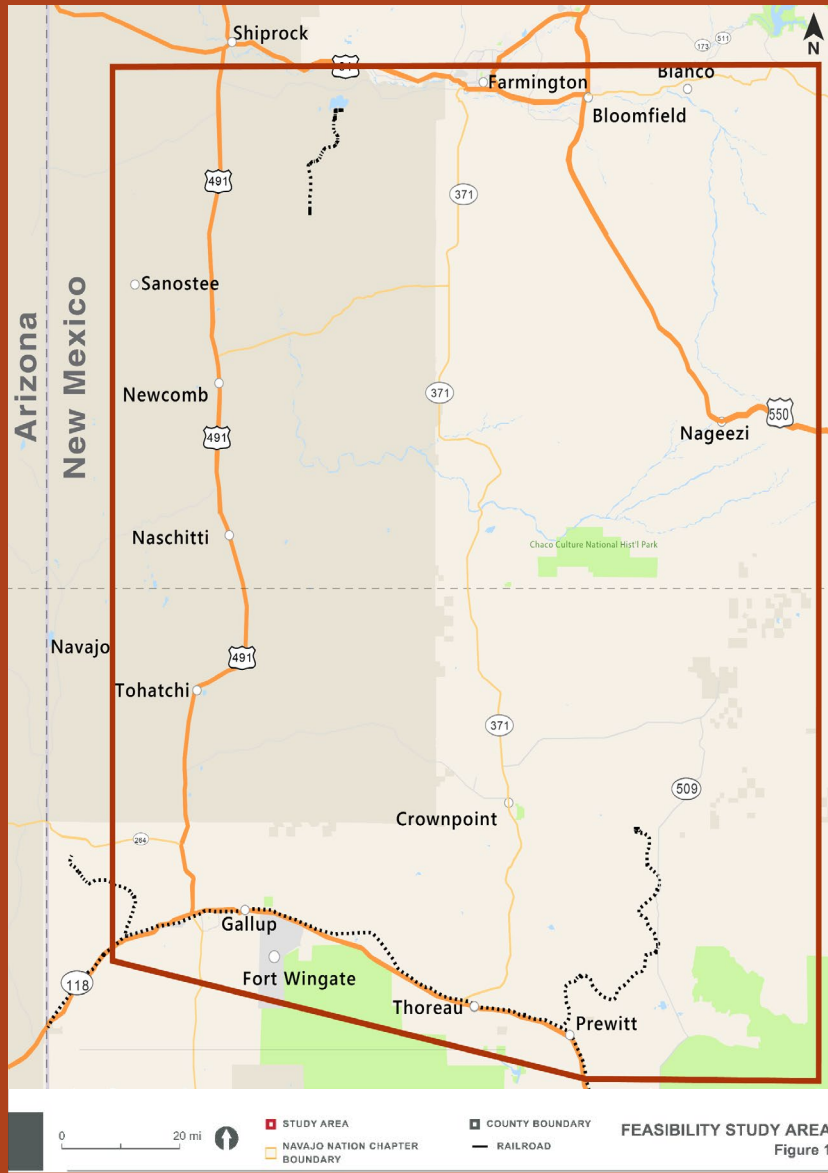 Shiprock
173
511
N
Farmington
Blanco
Bloomfield
491
371
Sanostee
Arizona
New Mexico
Newcomb
371
491
550
Nageezi
Naschitti
Chaco Culture National Hist'l Park
Navajo
491
Tohatchi
371
509
Crownpoint
264
Gallup
Fort Wingate
118
Thoreau
Prewitt
0
20 mi
STUDY AREA
NAVAJO NATION CHAPTER
BOUNDARY
COUNTY BOUNDARY
RAILROAD
FEASIBILITY STUDY AREA
Figure 1